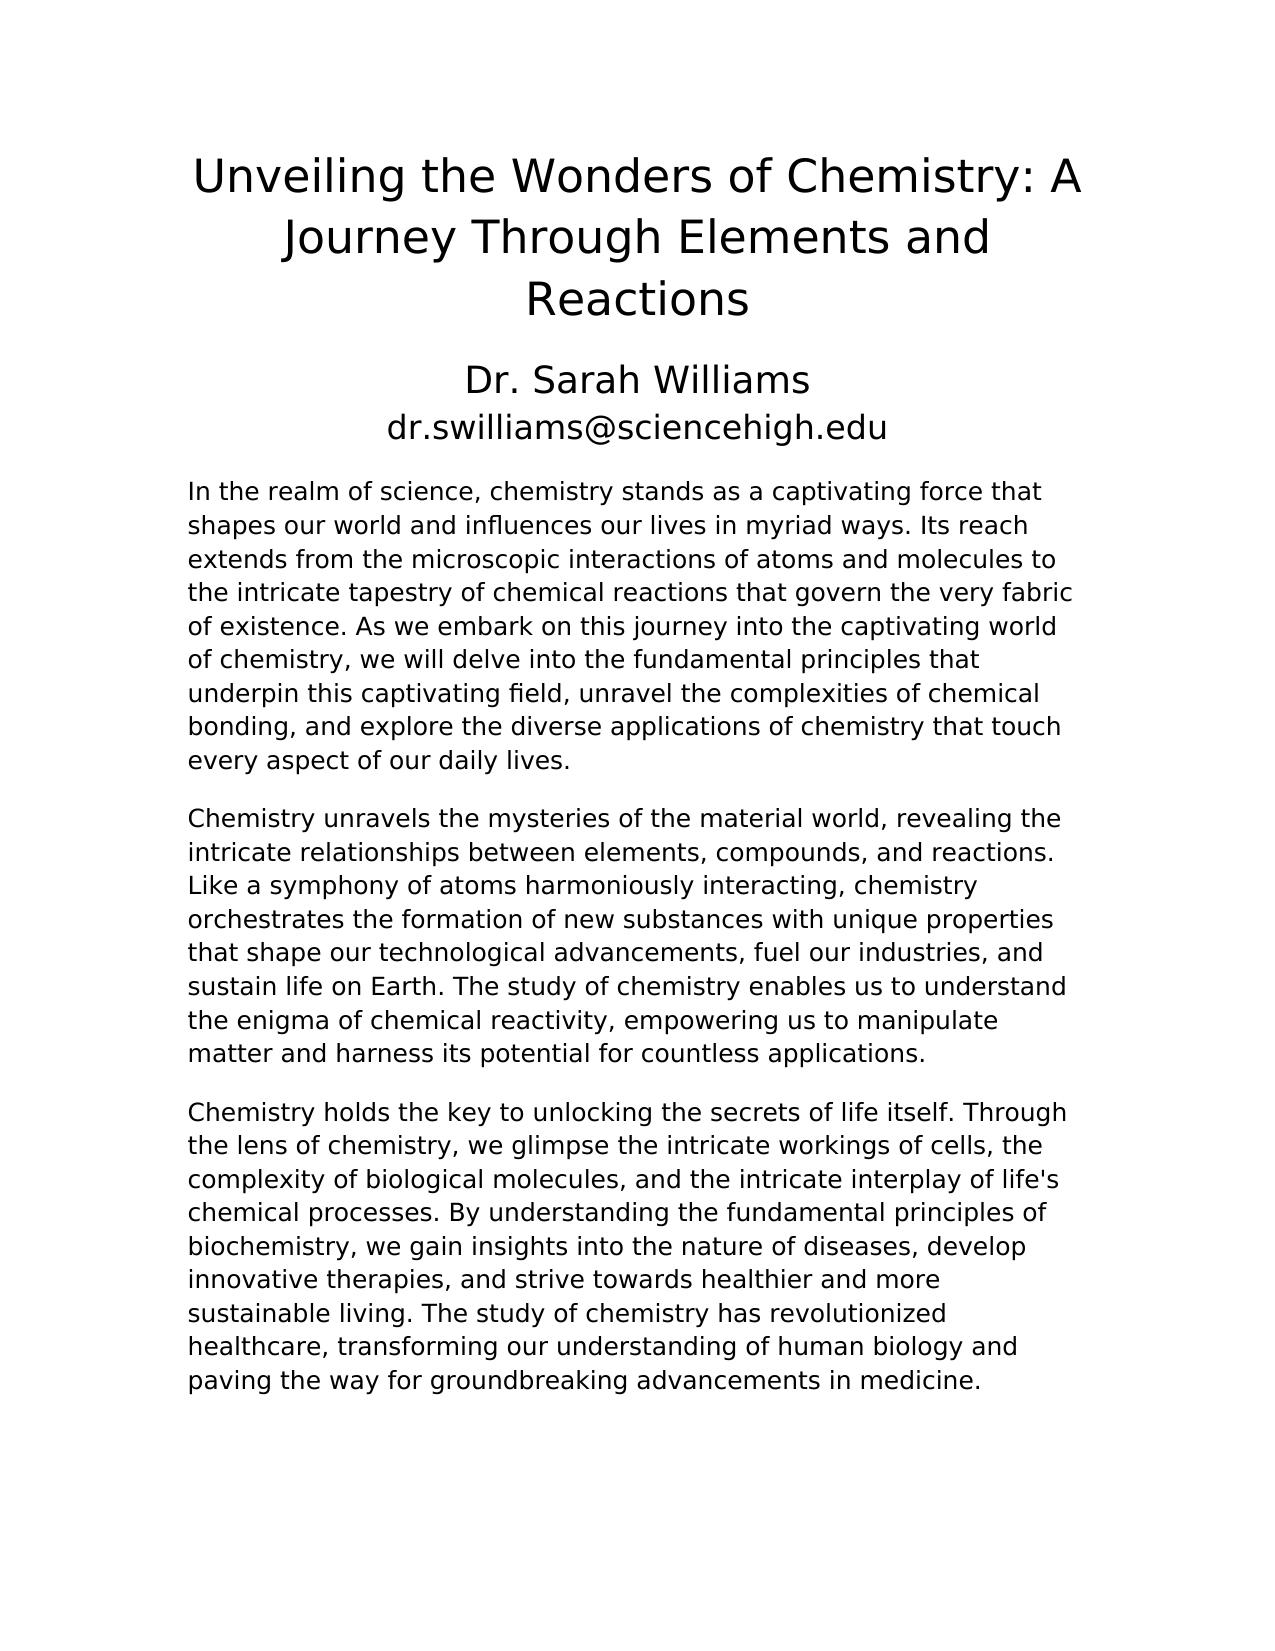 Unveiling the Wonders of Chemistry: A
Journey Through Elements and
Reactions
Dr. Sarah Williams
dr.swilliams@sciencehigh.edu
In the realm of science, chemistry stands as a captivating force that
shapes our world and influences our lives in myriad ways. Its reach
extends from the microscopic interactions of atoms and molecules to
the intricate tapestry of chemical reactions that govern the very fabric
of existence. As we embark on this journey into the captivating world
of chemistry, we will delve into the fundamental principles that
underpin this captivating field, unravel the complexities of chemical
bonding, and explore the diverse applications of chemistry that touch
every aspect of our daily lives.
Chemistry unravels the mysteries of the material world, revealing the
intricate relationships between elements, compounds, and reactions.
Like a symphony of atoms harmoniously interacting, chemistry
orchestrates the formation of new substances with unique properties
that shape our technological advancements, fuel our industries, and
sustain life on Earth. The study of chemistry enables us to understand
the enigma of chemical reactivity, empowering us to manipulate
matter and harness its potential for countless applications.
Chemistry holds the key to unlocking the secrets of life itself. Through
the lens of chemistry, we glimpse the intricate workings of cells, the
complexity of biological molecules, and the intricate interplay of life's
chemical processes. By understanding the fundamental principles of
biochemistry, we gain insights into the nature of diseases, develop
innovative therapies, and strive towards healthier and more
sustainable living. The study of chemistry has revolutionized
healthcare, transforming our understanding of human biology and
paving the way for groundbreaking advancements in medicine.